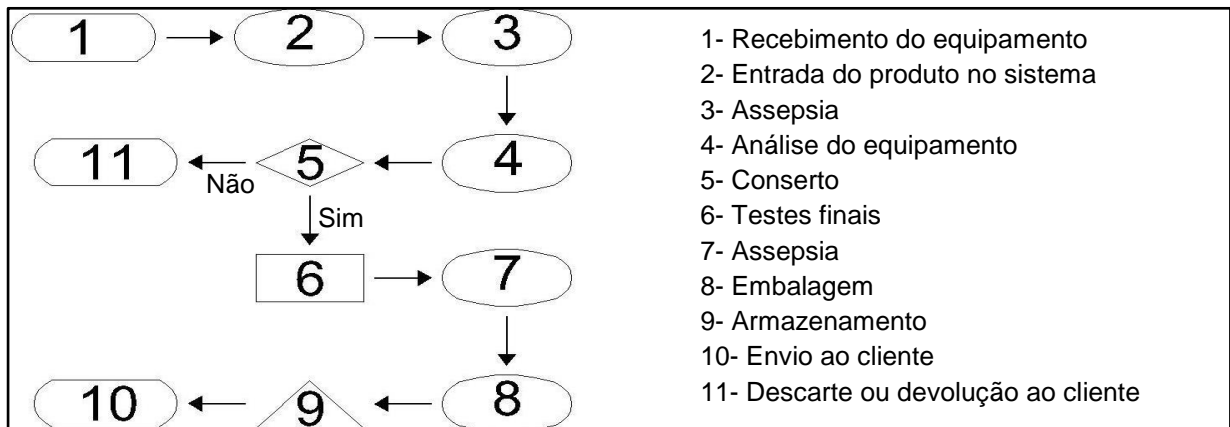 1
2
3
11
Não
5
4
Sim
6
7
10
9
8
1- Recebimento do equipamento
2- Entrada do produto no sistema
3- Assepsia
4- Análise do equipamento
5- Conserto
6- Testes finais
7- Assepsia
8- Embalagem
9- Armazenamento
10- Envio ao cliente
11- Descarte ou devolução ao cliente